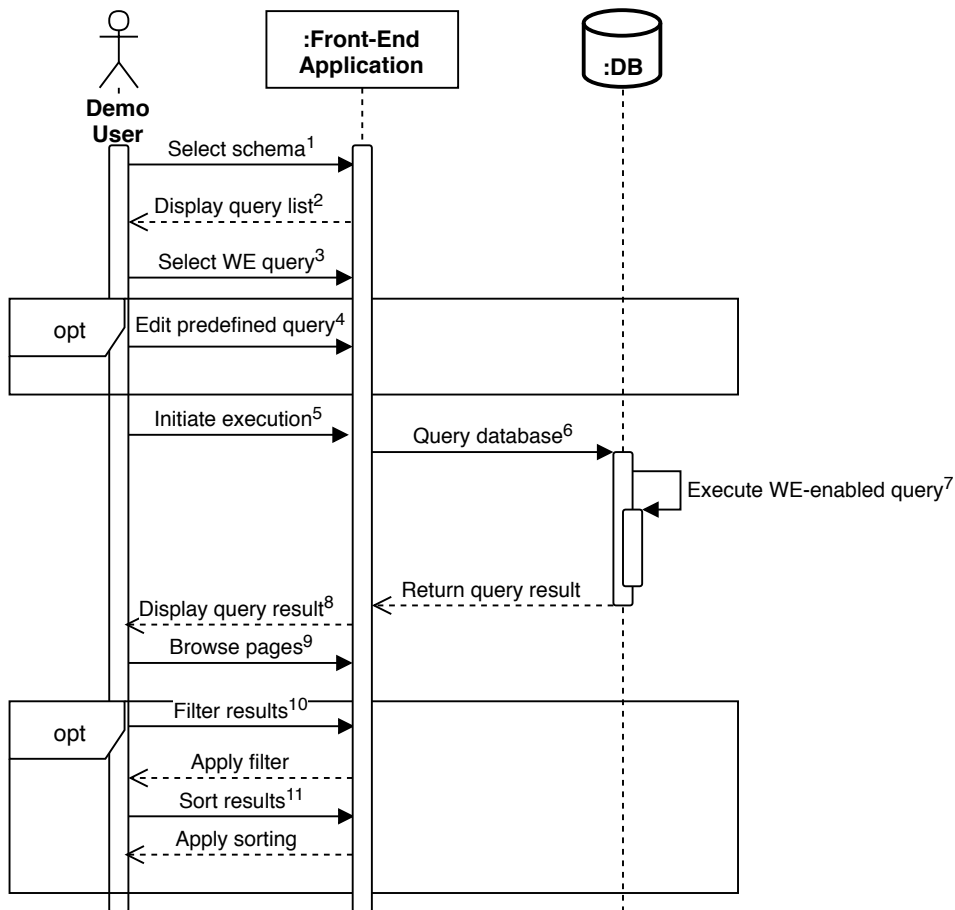 :Front-End
Application
:DB
Demo
User
Select schema1
Display query list2
Select WE query3
opt
Edit predefined query4
Initiate execution5
Query database6
Execute WE-enabled query7
Return query result
Display query result8
Browse pages9
Filter results10
opt
Apply filter
Sort results11
Apply sorting